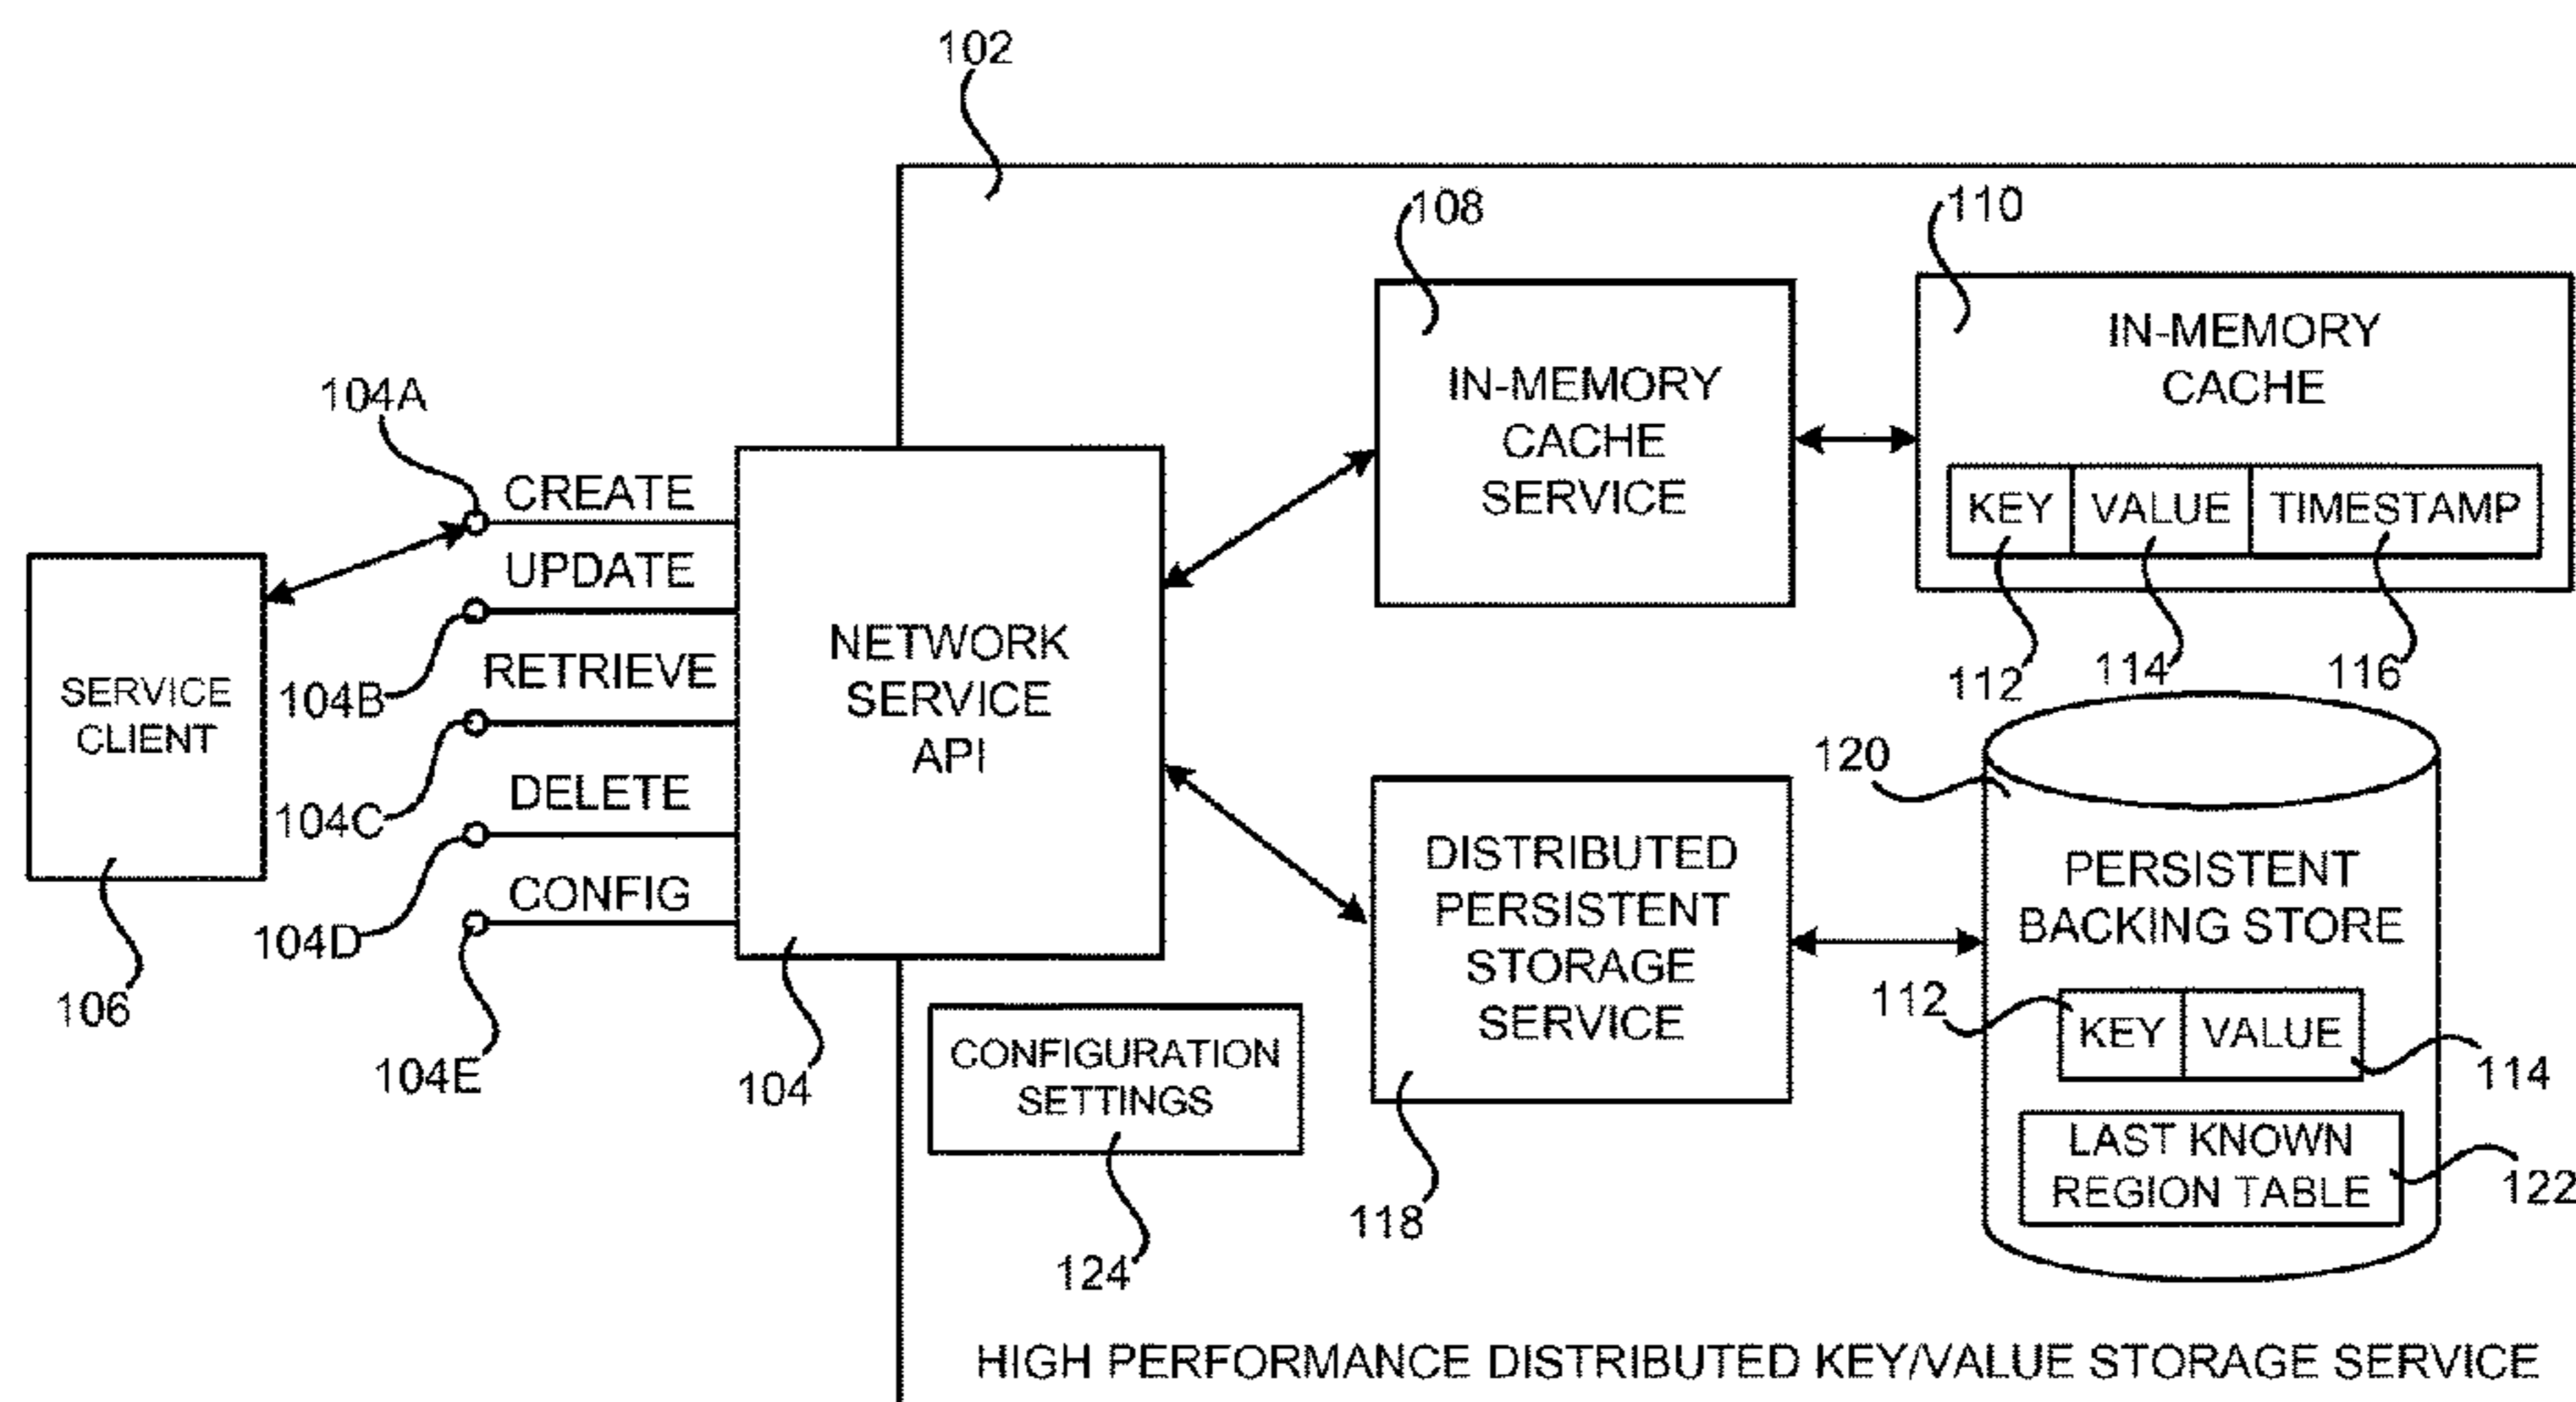 102
108
110
IN-MEMORY
CACHE
KEY VALUE TIMESTAMP
112 114 116
IN-MEMORY
CACHE
SERVICE
104A
CREATE
UPDATE
RETRIEVE
DELETE
CONFIG
104B
104C
104D
104E
SERVICE
CLIENT
106
NETWORK
SERVICE
API
104
CONFIGURATION
SETTINGS
124
DISTRIBUTED
PERSISTENT
STORAGE
SERVICE
118
120
PERSISTENT
BACKING STORE
112
KEY VALUE
114
LAST KNOWN
REGION TABLE
122
HIGH PERFORMANCE DISTRIBUTED KEY/VALUE STORAGE SERVICE